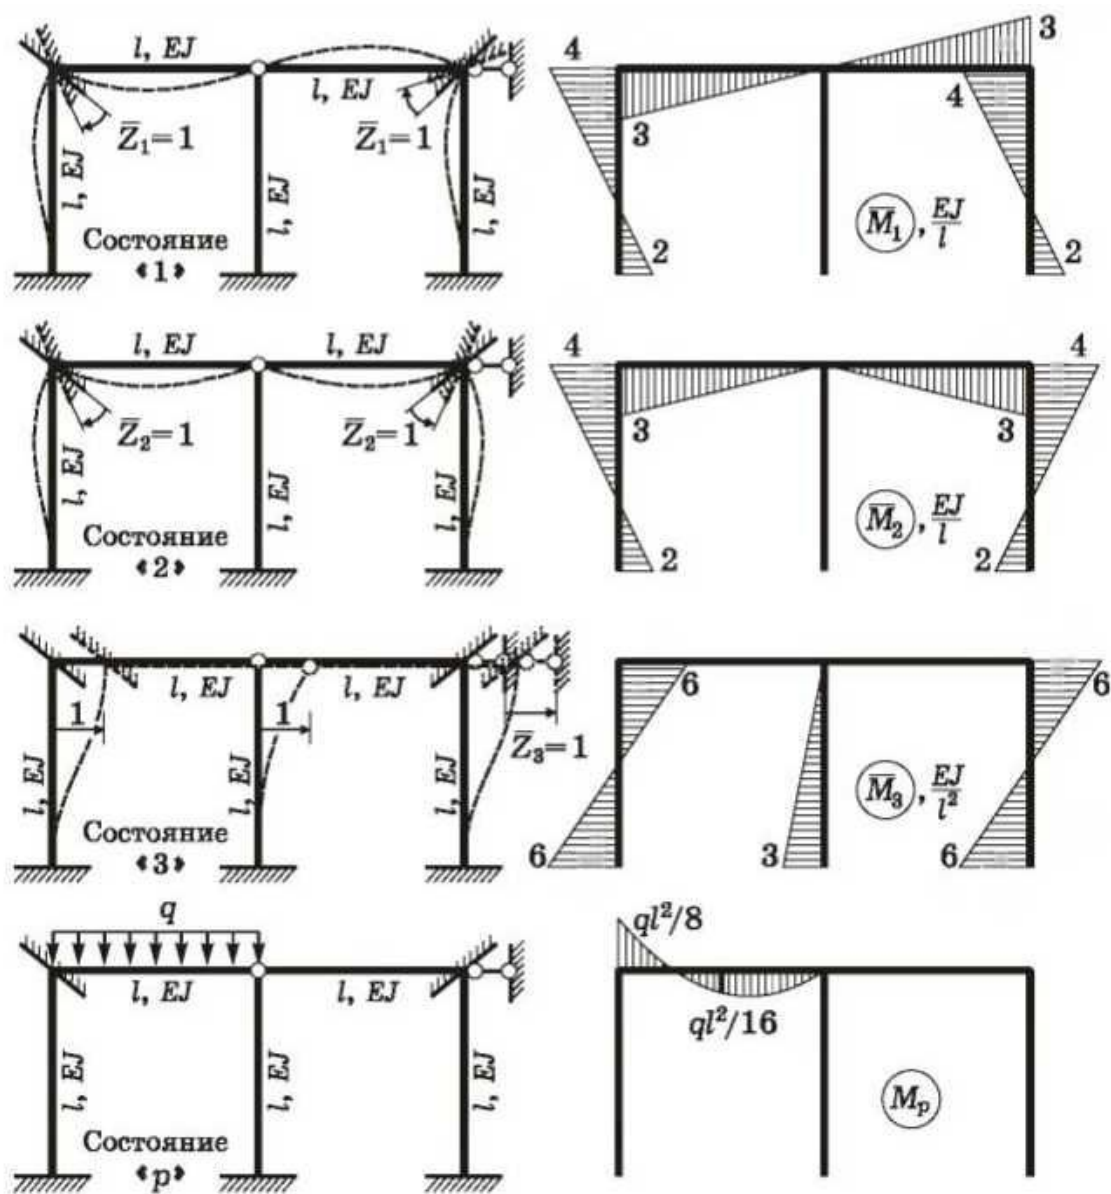 l, EJ
l, EJ
Z̄₁=1
Z̄₁=1
l, EJ
l, EJ
l, EJ
Состояние
«1»
4
3
3
4
2
2
M̄₁, EJ/l
l, EJ
l, EJ
Z̄₂=1
Z̄₂=1
l, EJ
l, EJ
l, EJ
Состояние
«2»
4
4
3
3
2
2
M̄₂, EJ/l
l, EJ
l, EJ
1
1
Z̄₃=1
l, EJ
l, EJ
l, EJ
Состояние
«3»
6
6
6
3
6
M̄₃, EJ/l²
q
l, EJ
l, EJ
l, EJ
l, EJ
l, EJ
Состояние
«p»
ql²/8
ql²/16
Mₚ